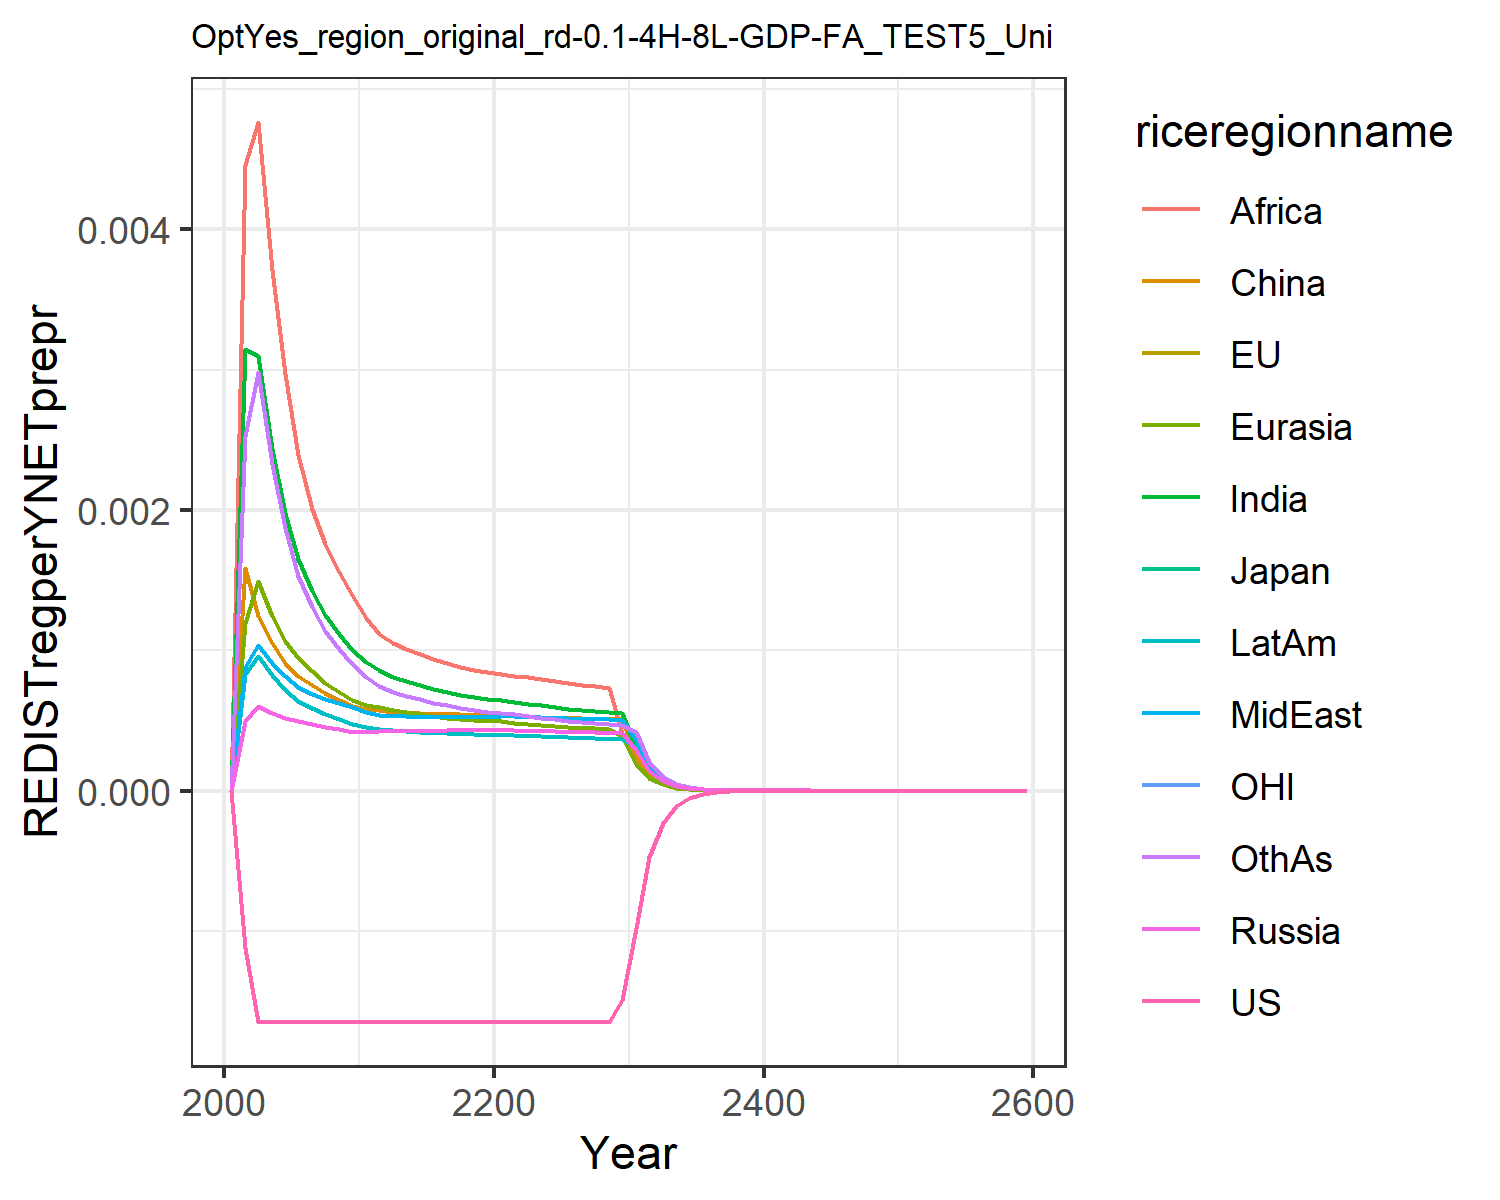 OptYes_region_original_rd-0.1-4H-8L-GDP-FA_TEST5_Uni
REDISTregperYNETprepr
0.004
0.002
0.000
2000
2200
2400
2600
Year
riceregionname
Africa
China
EU
Eurasia
India
Japan
LatAm
MidEast
OHI
OthAs
Russia
US